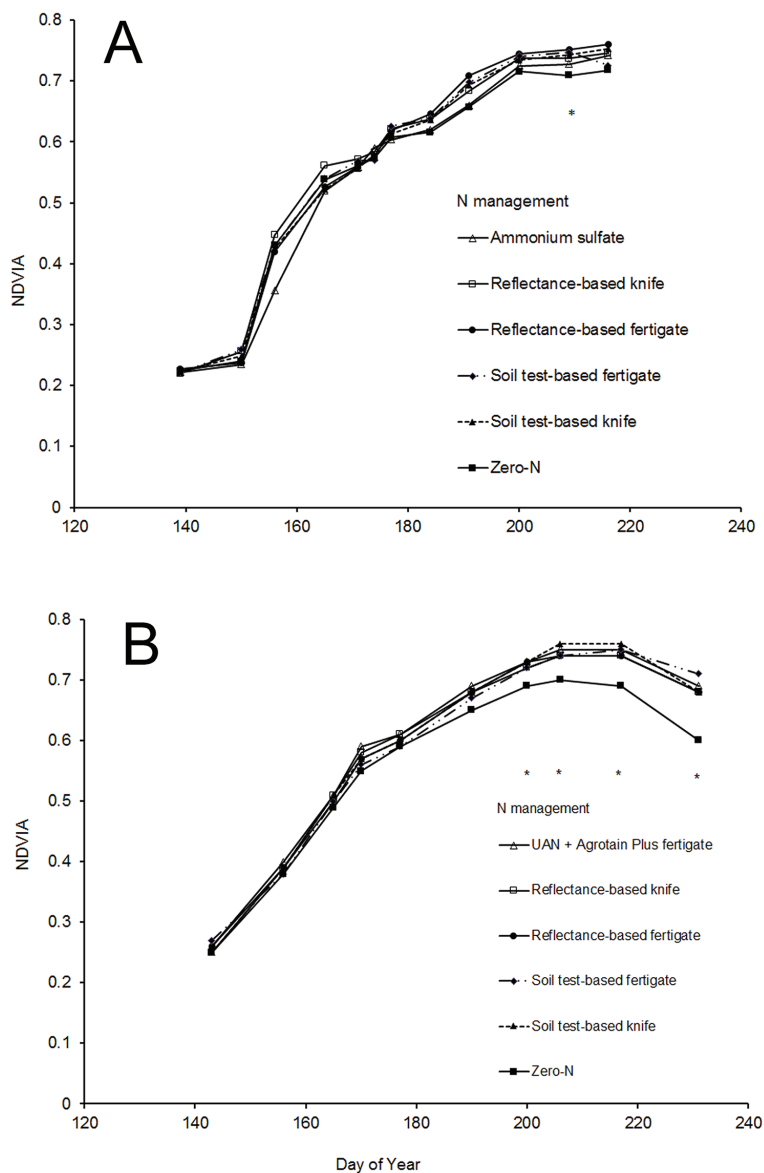 A
0.8
0.7
0.6
0.5
0.4
0.3
0.2
0.1
0
NDVIA
*
N management
Ammonium sulfate
Reflectance-based knife
Reflectance-based fertigate
Soil test-based fertigate
Soil test-based knife
Zero-N
120 140 160 180 200 220 240
B
0.8
0.7
0.6
0.5
0.4
0.3
0.2
0.1
0
NDVIA
* * * *
N management
UAN + Agrotain Plus fertigate
Reflectance-based knife
Reflectance-based fertigate
Soil test-based fertigate
Soil test-based knife
Zero-N
120 140 160 180 200 220 240
Day of Year